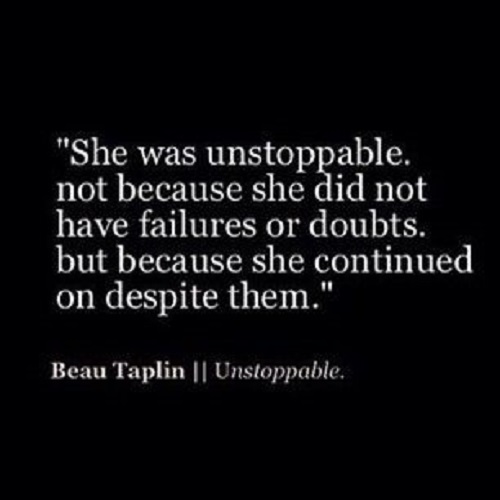 "She was unstoppable.
not because she did not
have failures or doubts.
but because she continued
on despite them."
Beau Taplin || Unstoppable.